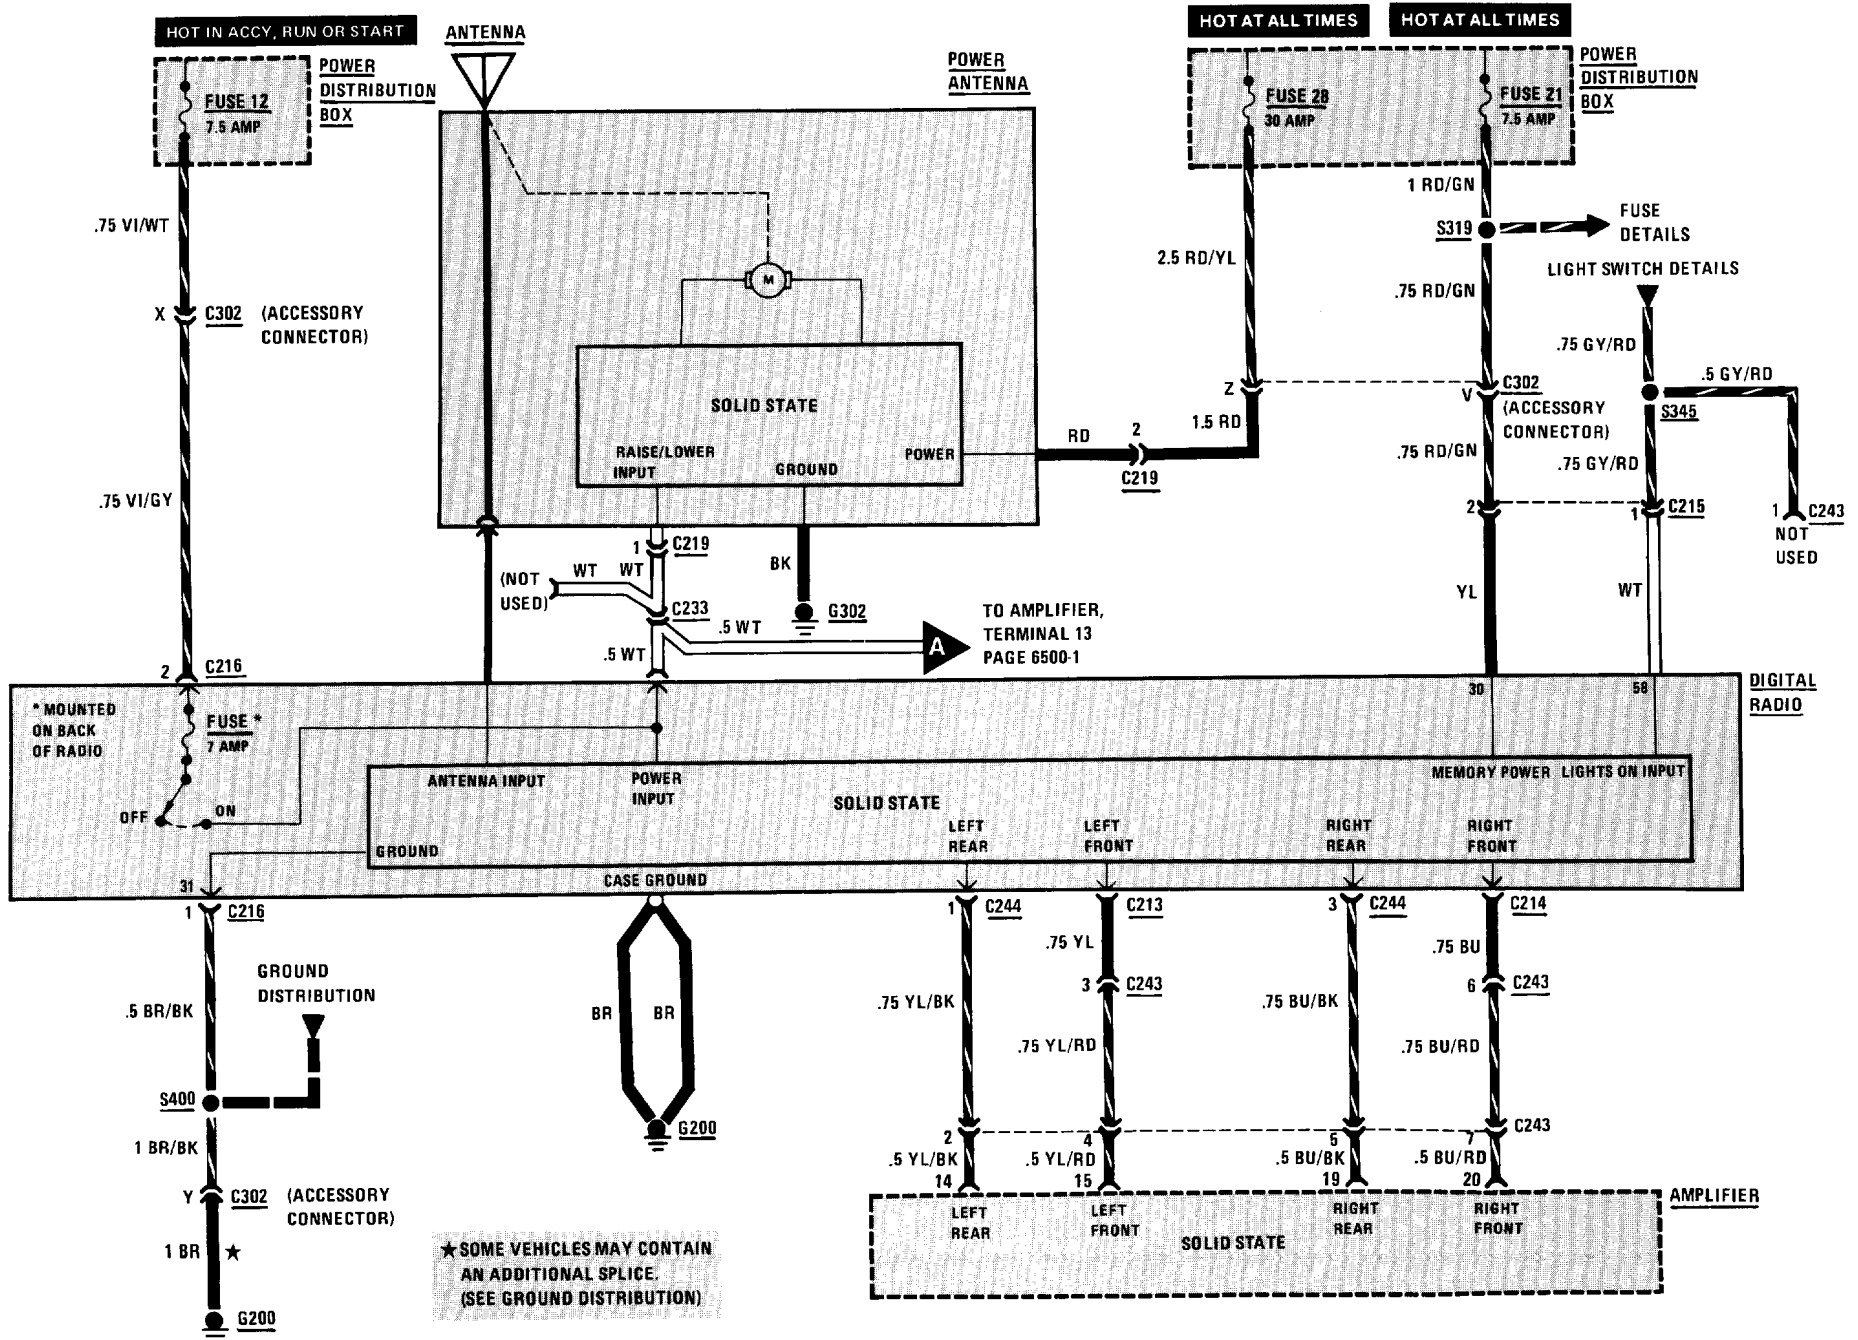 HOT IN ACCY, RUN OR START
ANTENNA
HOT AT ALL TIMES
HOT AT ALL TIMES
POWER
DISTRIBUTION
BOX
FUSE 12
7.5 AMP
POWER
ANTENNA
FUSE 28
30 AMP
FUSE 21
7.5 AMP
POWER
DISTRIBUTION
BOX
.75 VI/WT
1 RD/GN
S319
FUSE
DETAILS
2.5 RD/YL
LIGHT SWITCH DETAILS
.75 RD/GN
X
C302
(ACCESSORY
CONNECTOR)
M
.75 GY/RD
.5 GY/RD
Z
V
C302
(ACCESSORY
CONNECTOR)
S345
SOLID STATE
RAISE/LOWER
INPUT
GROUND
POWER
RD
2
C219
1.5 RD
.75 RD/GN
.75 GY/RD
.75 VI/GY
2
1
C215
1
C243
NOT
USED
1
C219
(NOT
USED)
WT
WT
C233
BK
G302
.5 WT
.5 WT
A
TO AMPLIFIER,
TERMINAL 13
PAGE 6500-1
YL
WT
2
C216
30
58
DIGITAL
RADIO
* MOUNTED
ON BACK
OF RADIO
FUSE *
7 AMP
OFF
ON
ANTENNA INPUT
POWER
INPUT
SOLID STATE
MEMORY POWER
LIGHTS ON INPUT
GROUND
LEFT
REAR
LEFT
FRONT
RIGHT
REAR
RIGHT
FRONT
31
CASE GROUND
1
C216
1
C244
C213
3
C244
C214
.75 YL
.75 BU
GROUND
DISTRIBUTION
3
C243
6
C243
.5 BR/BK
BR
BR
.75 YL/BK
.75 YL/RD
.75 BU/BK
.75 BU/RD
S400
G200
1 BR/BK
2
4
5
7
C243
.5 YL/BK
.5 YL/RD
.5 BU/BK
.5 BU/RD
14
15
19
20
Y
C302
(ACCESSORY
CONNECTOR)
AMPLIFIER
LEFT
REAR
LEFT
FRONT
RIGHT
REAR
RIGHT
FRONT
SOLID STATE
1 BR ★
★SOME VEHICLES MAY CONTAIN
AN ADDITIONAL SPLICE.
(SEE GROUND DISTRIBUTION)
G200